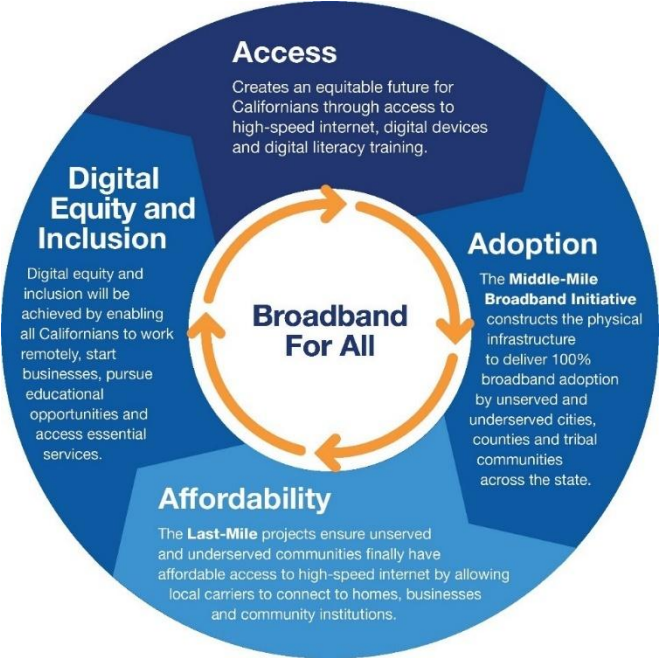 Access
Creates an equitable future for
Californians through access to
high-speed internet, digital devices
and digital literacy training.
Adoption
The Middle-Mile
Broadband Initiative
constructs the physical
infrastructure
to deliver 100%
broadband adoption
by unserved and
underserved cities,
counties and tribal
communities
across the state.
Affordability
The Last-Mile projects ensure unserved
and underserved communities finally have
affordable access to high-speed internet by allowing
local carriers to connect to homes, businesses
and community institutions.
Digital
Equity and
Inclusion
Digital equity and
inclusion will be
achieved by enabling
all Californians to work
remotely, start
businesses, pursue
educational
opportunities and
access essential
services.
Broadband
For All